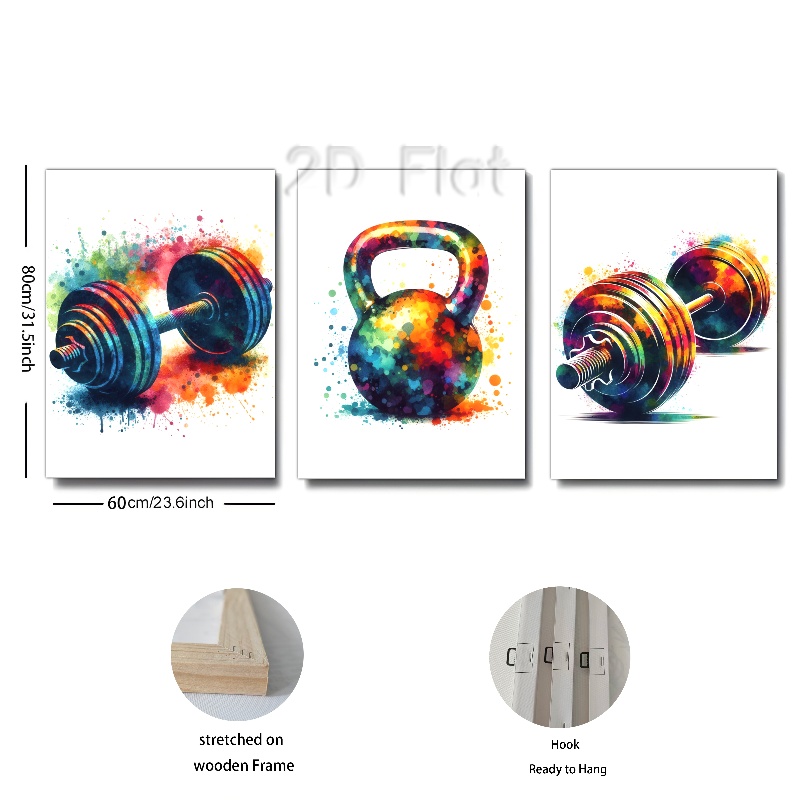 2D Flat
80cm/31.5inch
60cm/23.6inch
stretched on
wooden Frame
Hook
Ready to Hang